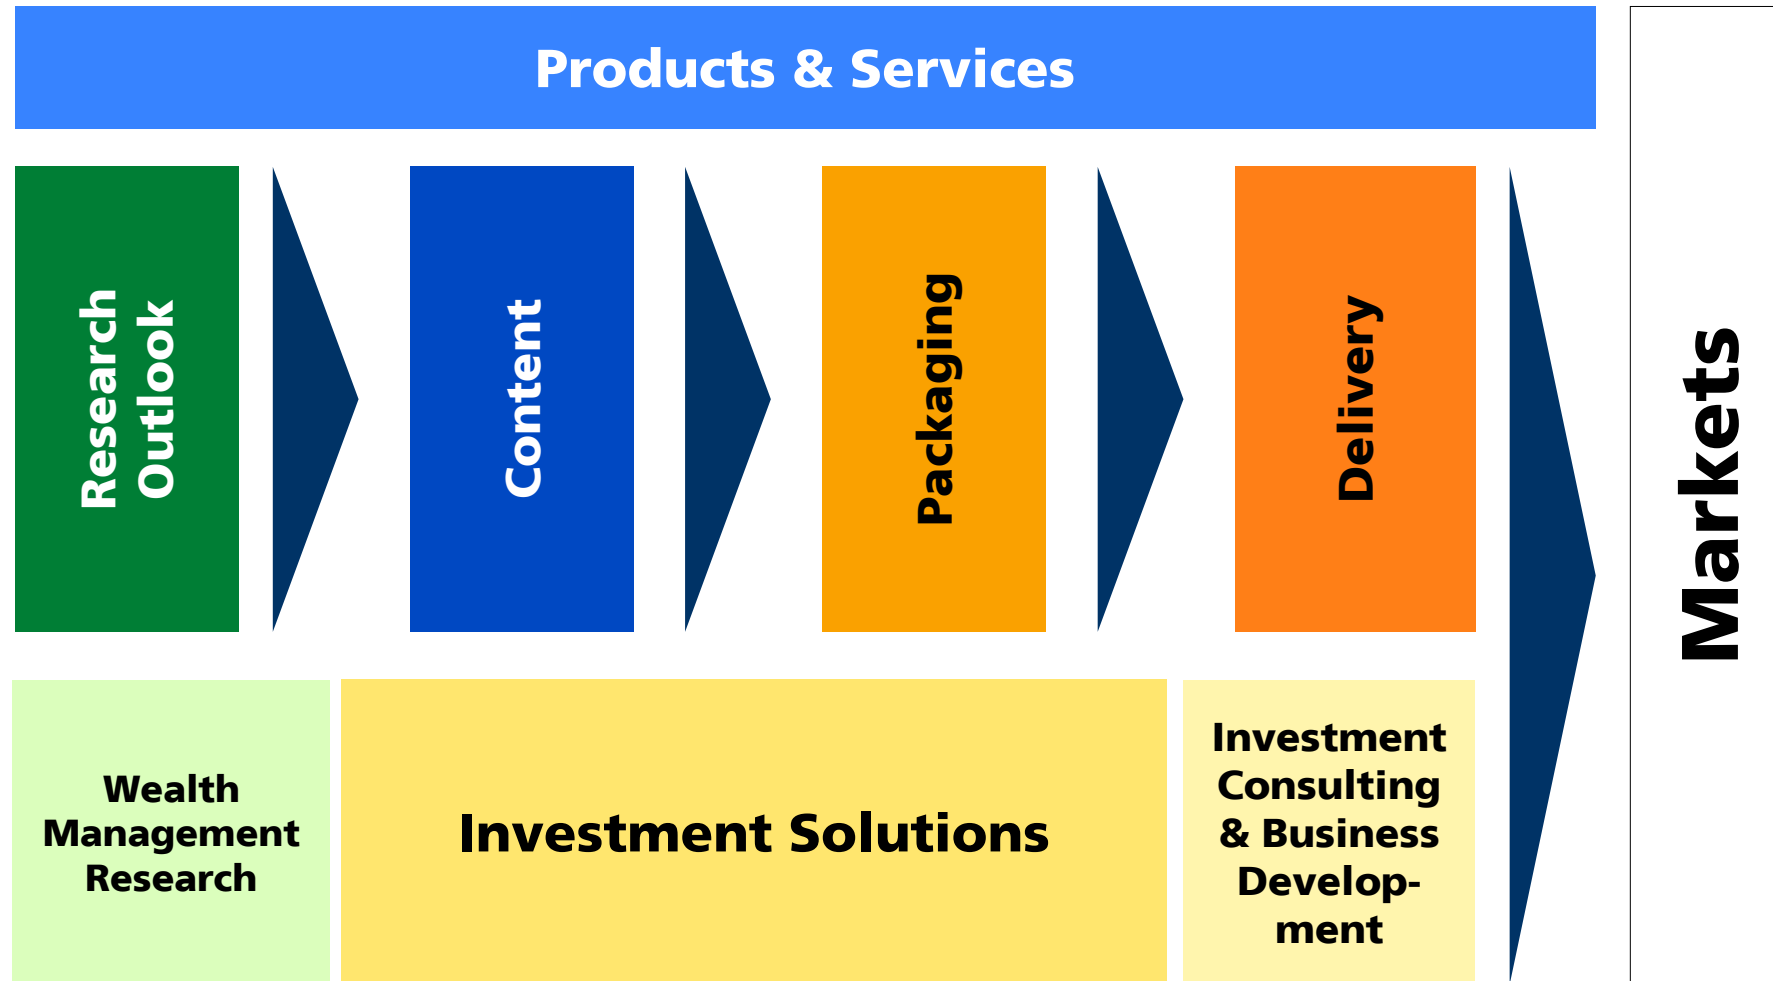 Products & Services
Research
Outlook
Content
Packaging
Delivery
Markets
Wealth
Management
Research
Investment Solutions
Investment
Consulting
& Business
Develop-
ment